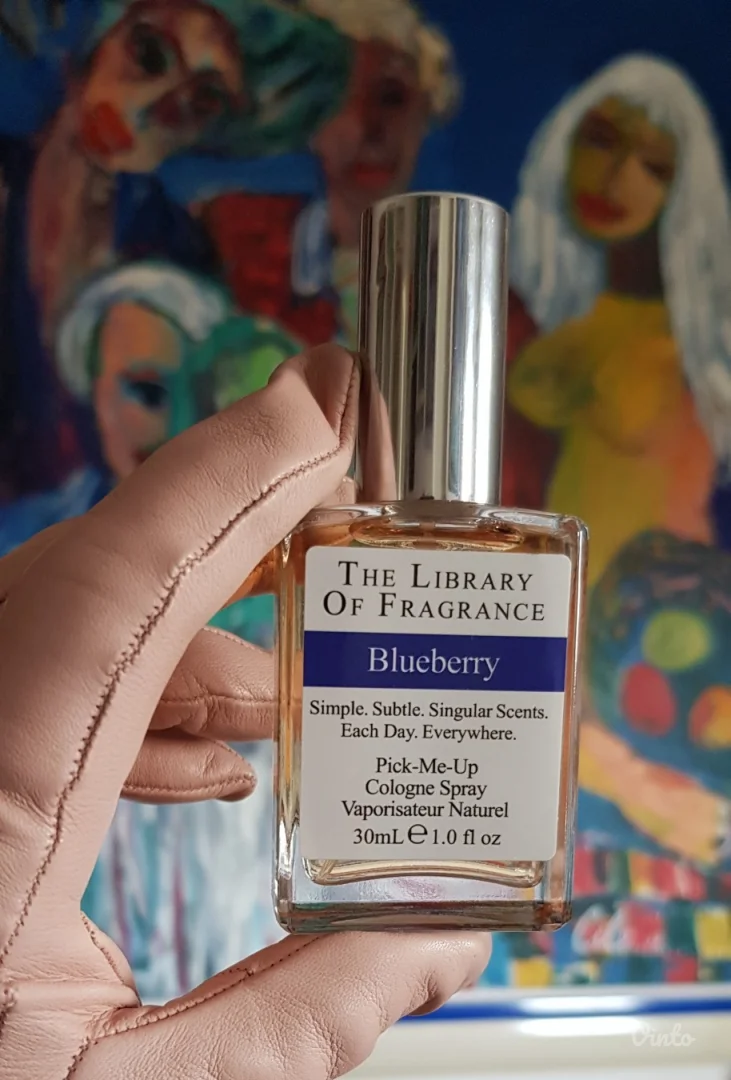 The Library
Of Fragrance
Blueberry
Simple. Subtle. Singular Scents.
Each Day. Everywhere.
Pick-Me-Up
Cologne Spray
Vaporisateur Naturel
30mL ℮ 1.0 fl oz